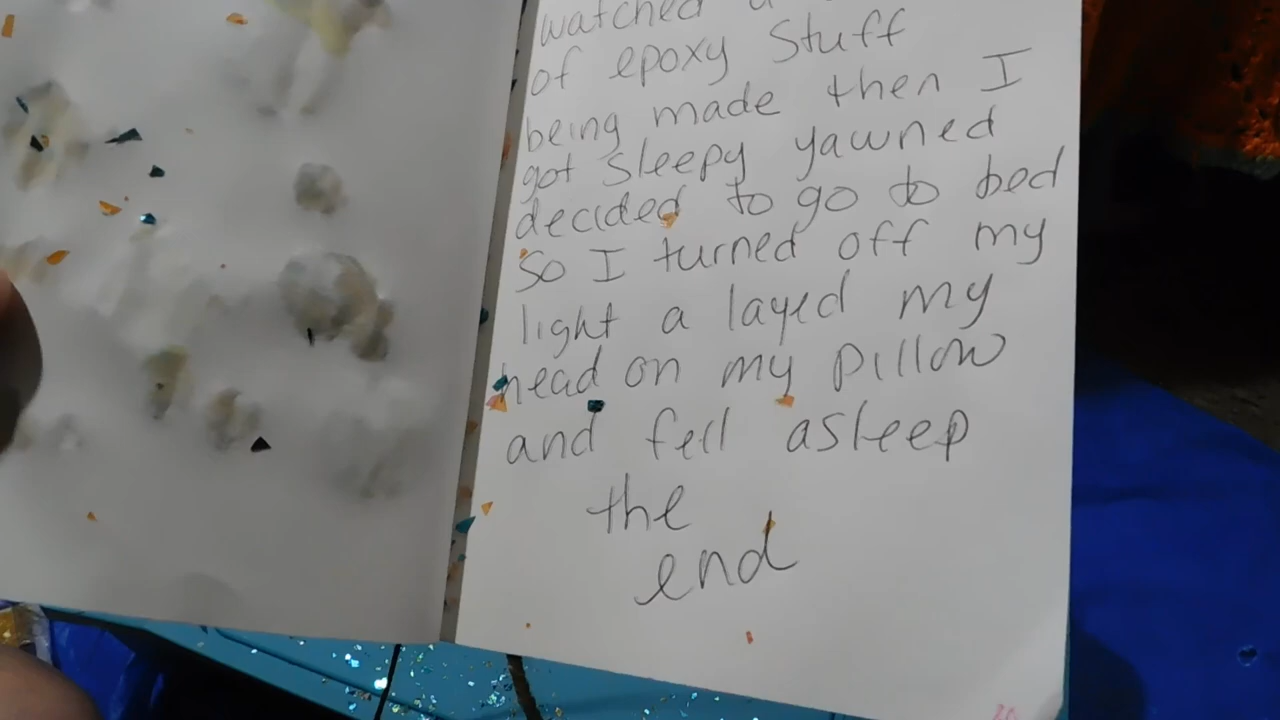 watched
of epoxy stuff
being made then I
got sleepy yawned
decided to go to bed
so I turned off my
light a layed my
head on my pillow
and fell asleep
the
end